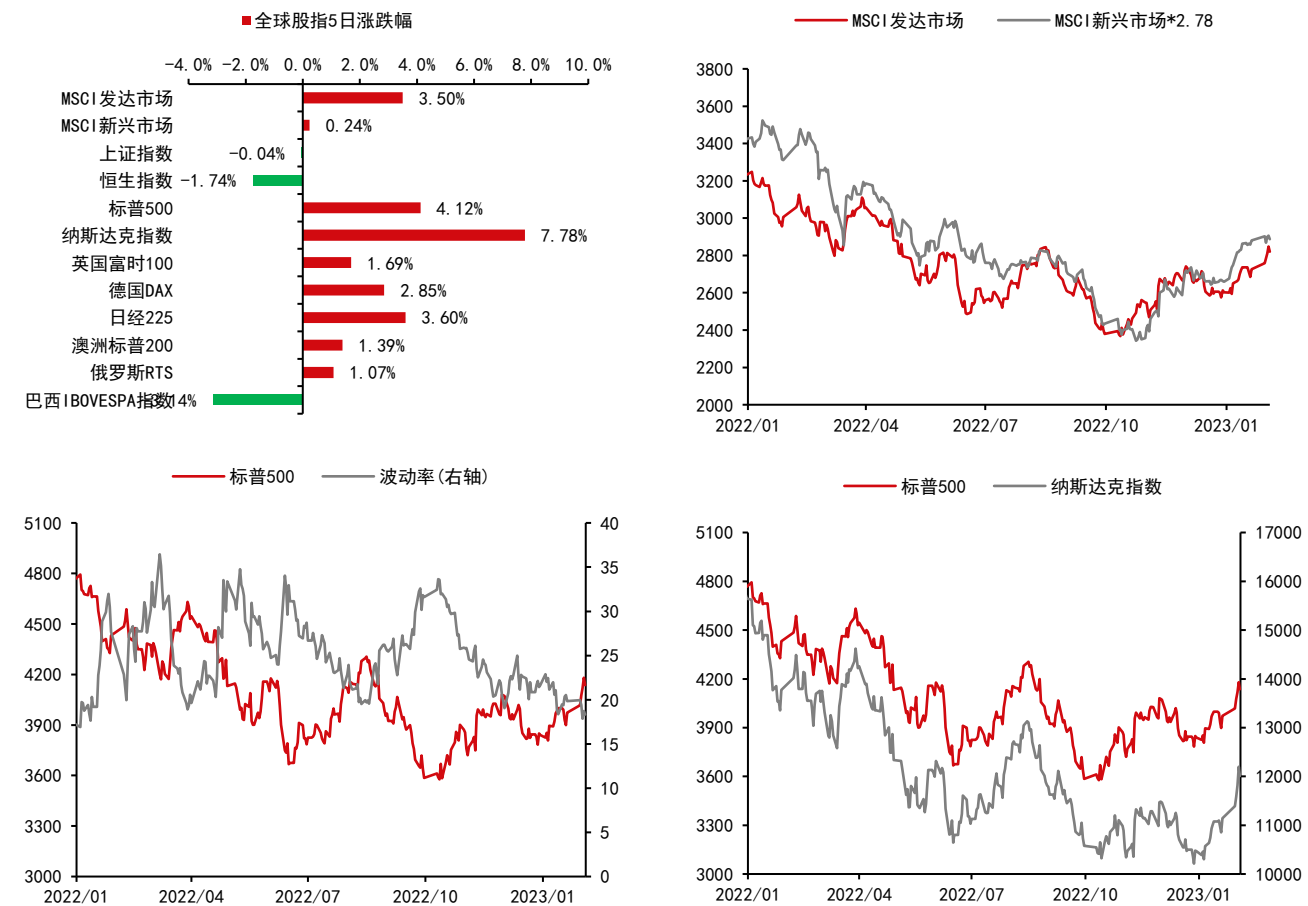 全球股指5日涨跌幅
-4.0% -2.0% 0.0% 2.0% 4.0% 6.0% 8.0% 10.0%
MSCI发达市场 3.50%
MSCI新兴市场 0.24%
上证指数 -0.04%
恒生指数 -1.74%
标普500 4.12%
纳斯达克指数 7.78%
英国富时100 1.69%
德国DAX 2.85%
日经225 3.60%
澳洲标普200 1.39%
俄罗斯RTS 1.07%
巴西IBOVESPA指数 -3.14%
MSCI发达市场 MSCI新兴市场*2.78
3800
3600
3400
3200
3000
2800
2600
2400
2200
2000
2022/01 2022/04 2022/07 2022/10 2023/01
标普500 波动率(右轴)
5100 40
4800 35
4500 30
4200 25
3900 20
3600 15
3300 10
3000 5
0
2022/01 2022/04 2022/07 2022/10 2023/01
标普500 纳斯达克指数
5100 17000
4800 16000
4500 15000
4200 14000
3900 13000
3600 12000
3300 11000
3000 10000
2022/01 2022/04 2022/07 2022/10 2023/01